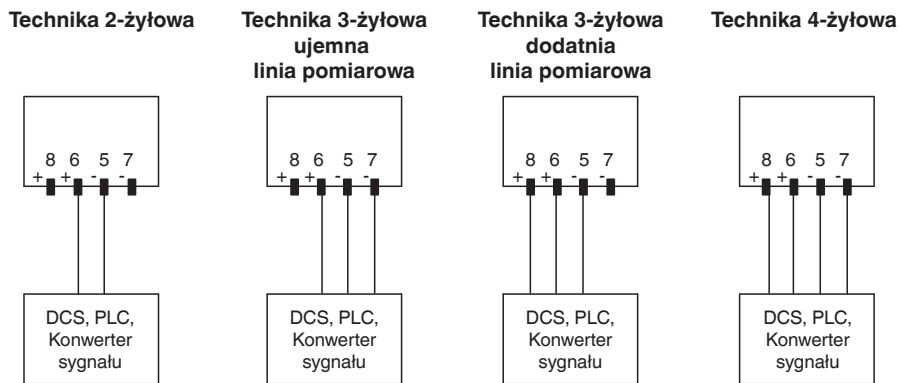 Technika 2-żyłowa
Technika 3-żyłowa
ujemna
linia pomiarowa
Technika 3-żyłowa
dodatnia
linia pomiarowa
Technika 4-żyłowa
8 6 5 7
+ + - -
8 6 5 7
+ + - -
8 6 5 7
+ + - -
8 6 5 7
+ + - -
DCS, PLC,
Konwerter
sygnału
DCS, PLC,
Konwerter
sygnału
DCS, PLC,
Konwerter
sygnału
DCS, PLC,
Konwerter
sygnału